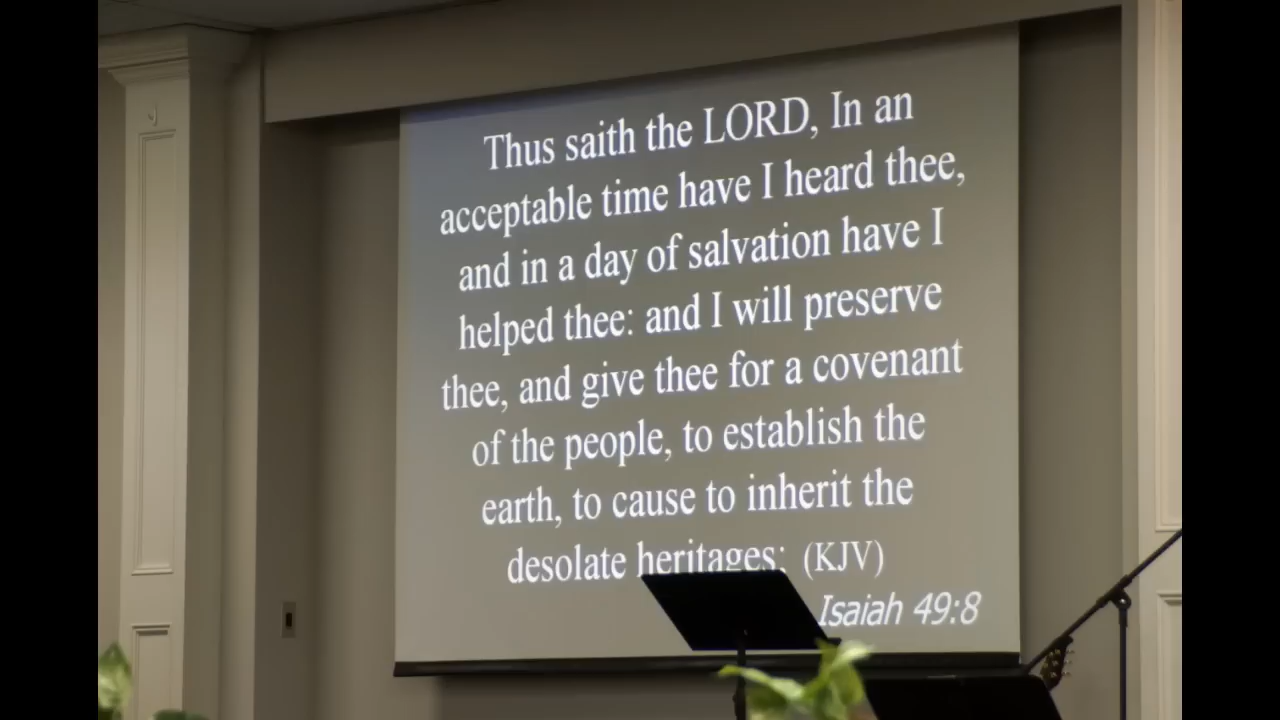 Thus saith the LORD, In an
acceptable time have I heard thee,
and in a day of salvation have I
helped thee: and I will preserve
thee, and give thee for a covenant
of the people, to establish the
earth, to cause to inherit the
desolate heritages; (KJV)
Isaiah 49:8